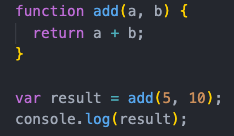 function add(a, b) {
  return a + b;
}

var result = add(5, 10);
console.log(result);